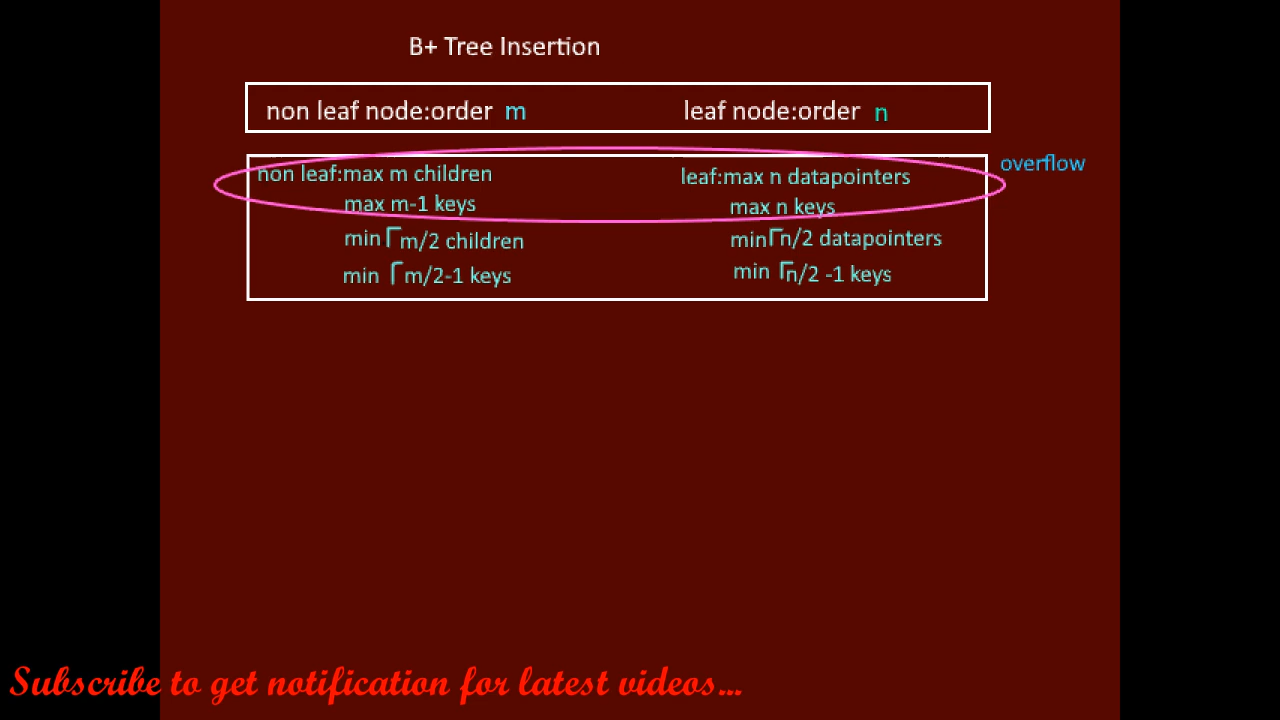 B+ Tree Insertion
non leaf node:order m leaf node:order n
overflow
non leaf:max m children leaf:max n datapointers
max m-1 keys max n keys
min ⌈m/2 children min⌈n/2 datapointers
min ⌈m/2-1 keys min ⌈n/2 -1 keys
Subscribe to get notification for latest videos...